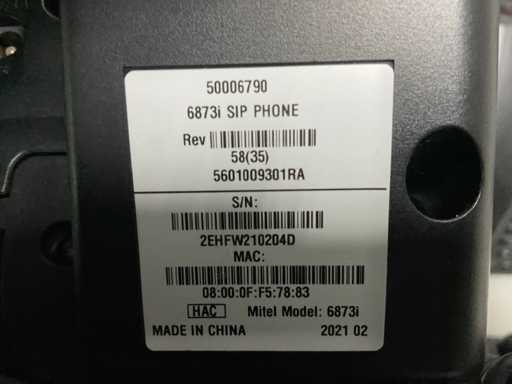 50006790
6873i SIP PHONE
Rev
58(35)
5601009301RA
S/N:
2EHFW210204D
MAC:
08:00:0F:F5:78:83
HAC Mitel Model: 6873i
MADE IN CHINA 2021 02